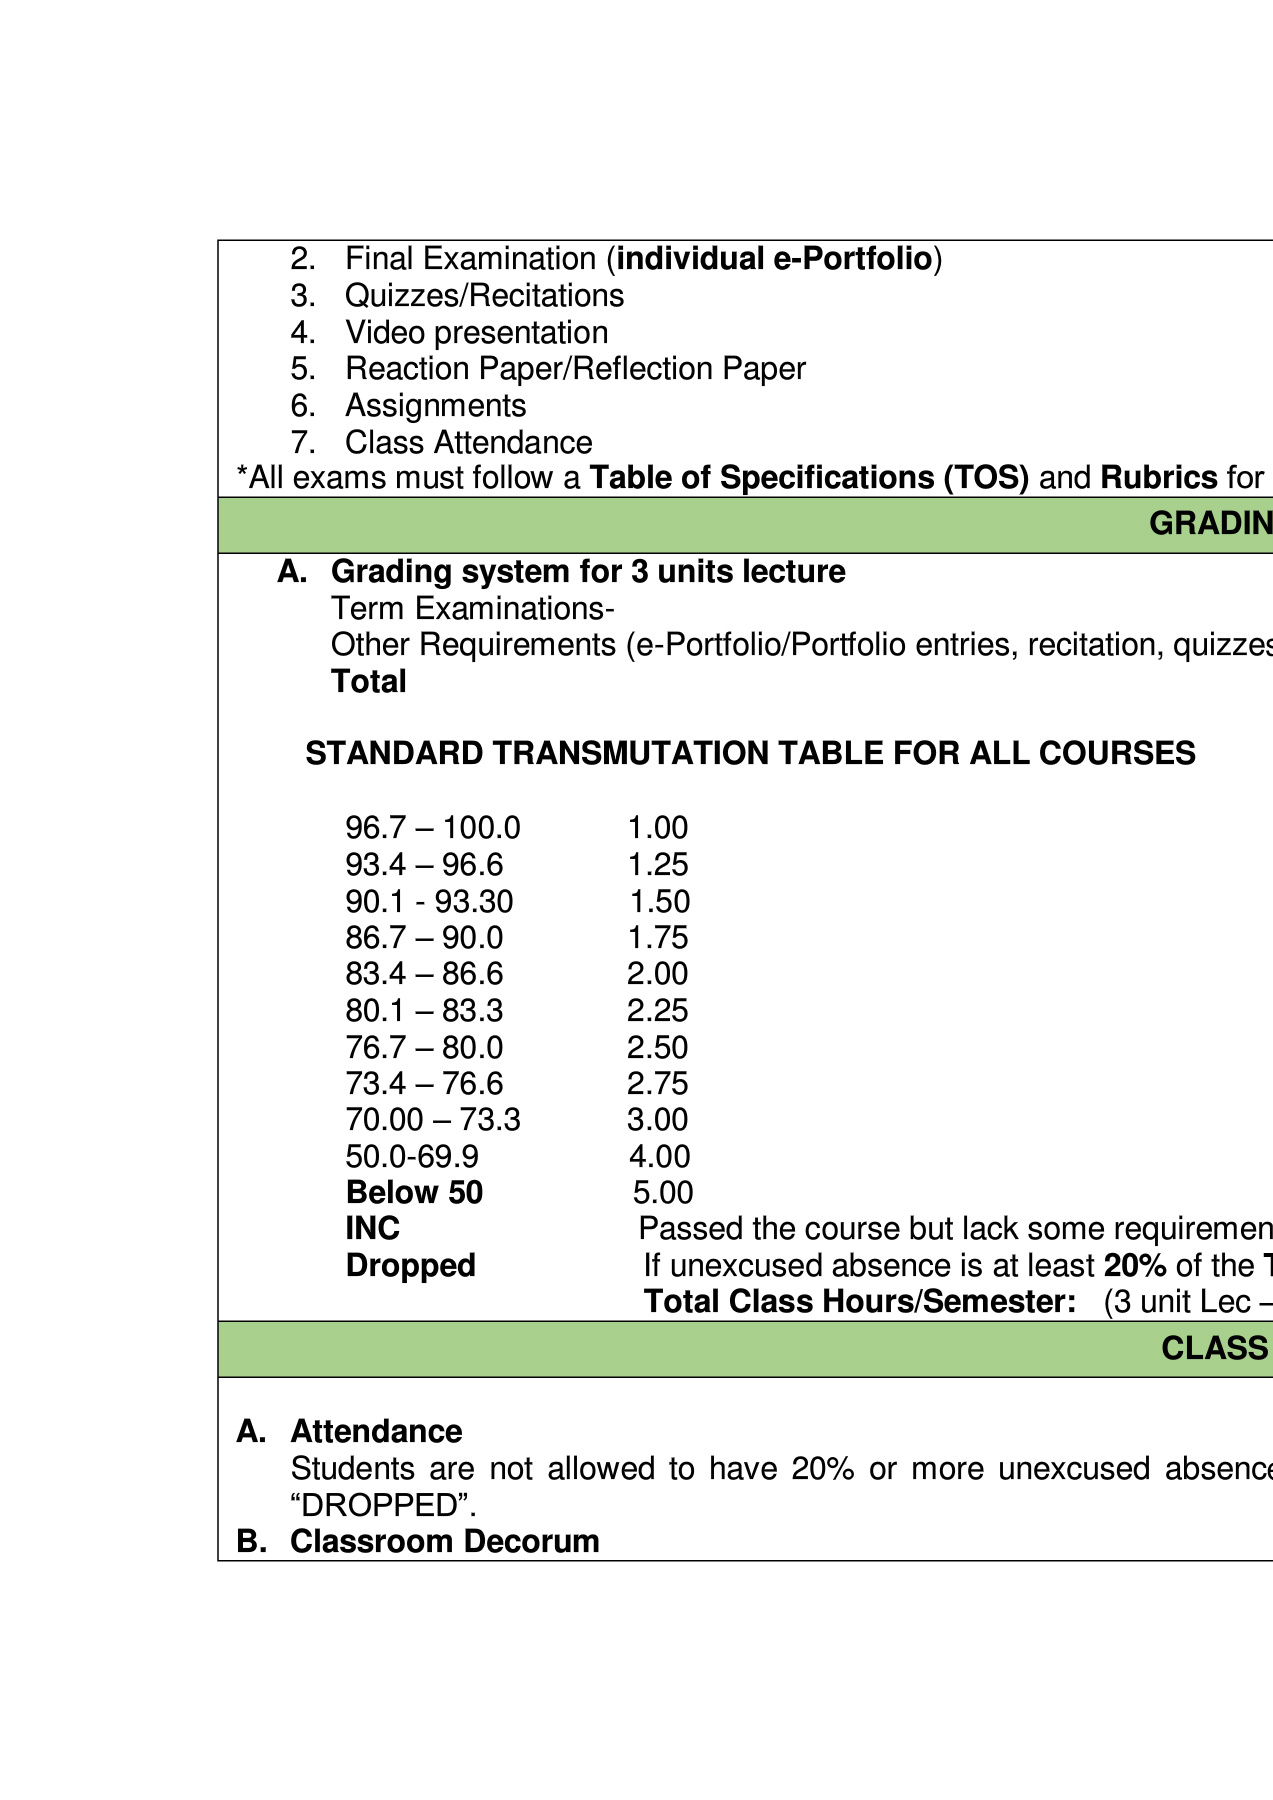 2. Final Examination (individual e-Portfolio)
3. Quizzes/Recitations
4. Video presentation
5. Reaction Paper/Reflection Paper
6. Assignments
7. Class Attendance
*All exams must follow a Table of Specifications (TOS) and Rubrics for
GRADIN
A. Grading system for 3 units lecture
Term Examinations-
Other Requirements (e-Portfolio/Portfolio entries, recitation, quizzes
Total
STANDARD TRANSMUTATION TABLE FOR ALL COURSES
96.7 – 100.0 1.00
93.4 – 96.6 1.25
90.1 - 93.30 1.50
86.7 – 90.0 1.75
83.4 – 86.6 2.00
80.1 – 83.3 2.25
76.7 – 80.0 2.50
73.4 – 76.6 2.75
70.00 – 73.3 3.00
50.0-69.9 4.00
Below 50 5.00
INC Passed the course but lack some requiremen
Dropped If unexcused absence is at least 20% of the T
Total Class Hours/Semester: (3 unit Lec –
CLASS
A. Attendance
Students are not allowed to have 20% or more unexcused absence
“DROPPED”.
B. Classroom Decorum